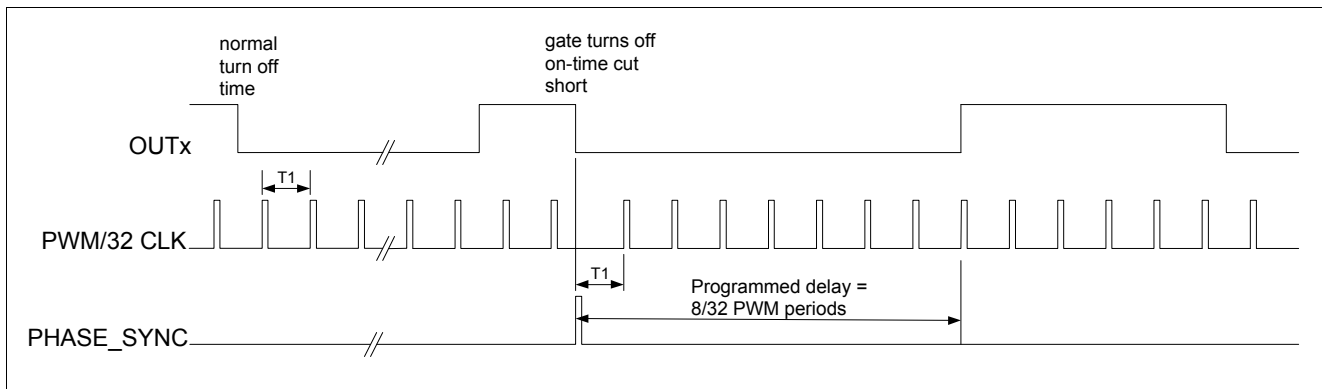 normal
turn off
time
gate turns off
on-time cut
short
OUTx
T1
PWM/32 CLK
T1
Programmed delay =
8/32 PWM periods
PHASE_SYNC